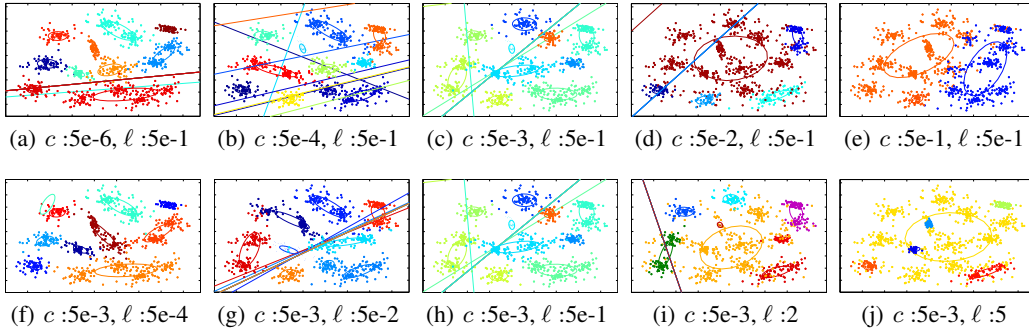 (a) c :5e-6, ℓ :5e-1
(b) c :5e-4, ℓ :5e-1
(c) c :5e-3, ℓ :5e-1
(d) c :5e-2, ℓ :5e-1
(e) c :5e-1, ℓ :5e-1
(f) c :5e-3, ℓ :5e-4
(g) c :5e-3, ℓ :5e-2
(h) c :5e-3, ℓ :5e-1
(i) c :5e-3, ℓ :2
(j) c :5e-3, ℓ :5